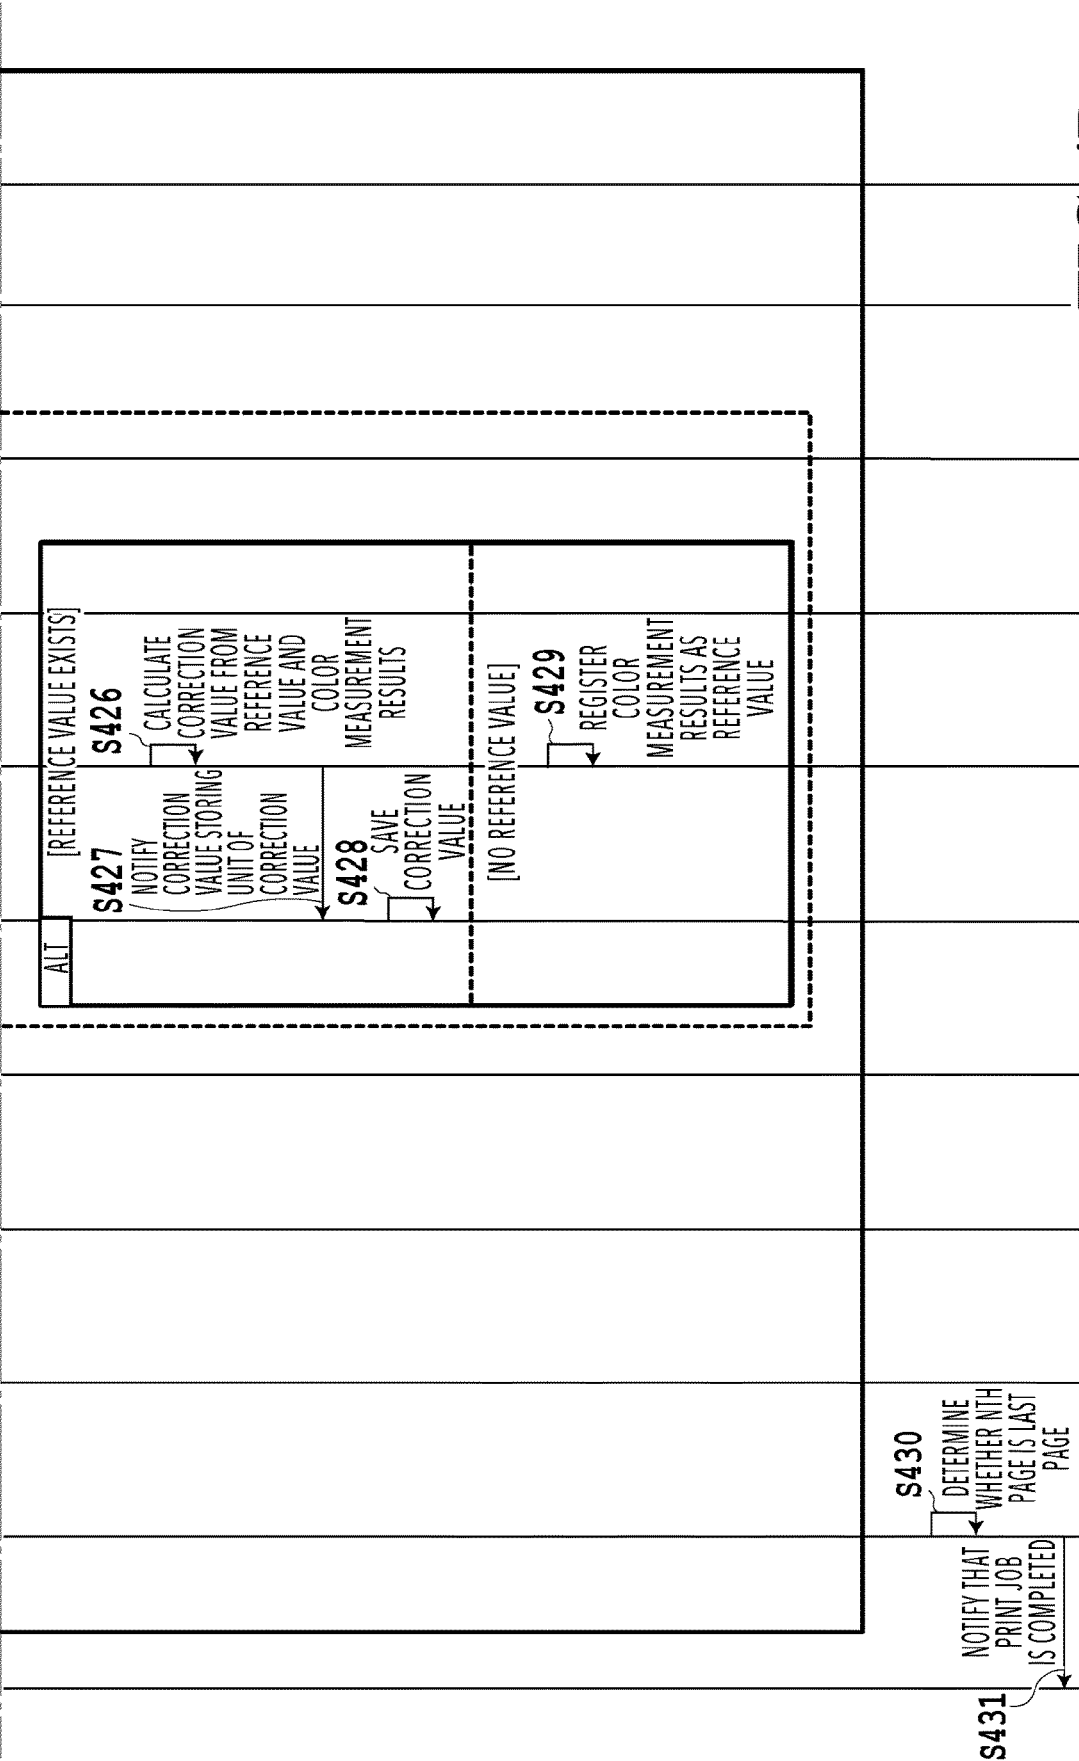 ALT
[REFERENCE VALUE EXISTS]
S426
CALCULATE
CORRECTION
VALUE FROM
REFERENCE
VALUE AND
COLOR
MEASUREMENT
RESULTS
S427
NOTIFY
CORRECTION
VALUE STORING
UNIT OF
CORRECTION
VALUE
S428
SAVE
CORRECTION
VALUE
[NO REFERENCE VALUE]
S429
REGISTER
COLOR
MEASUREMENT
RESULTS AS
REFERENCE
VALUE
S430
DETERMINE
WHETHER NTH
PAGE IS LAST
PAGE
NOTIFY THAT
PRINT JOB
IS COMPLETED
S431